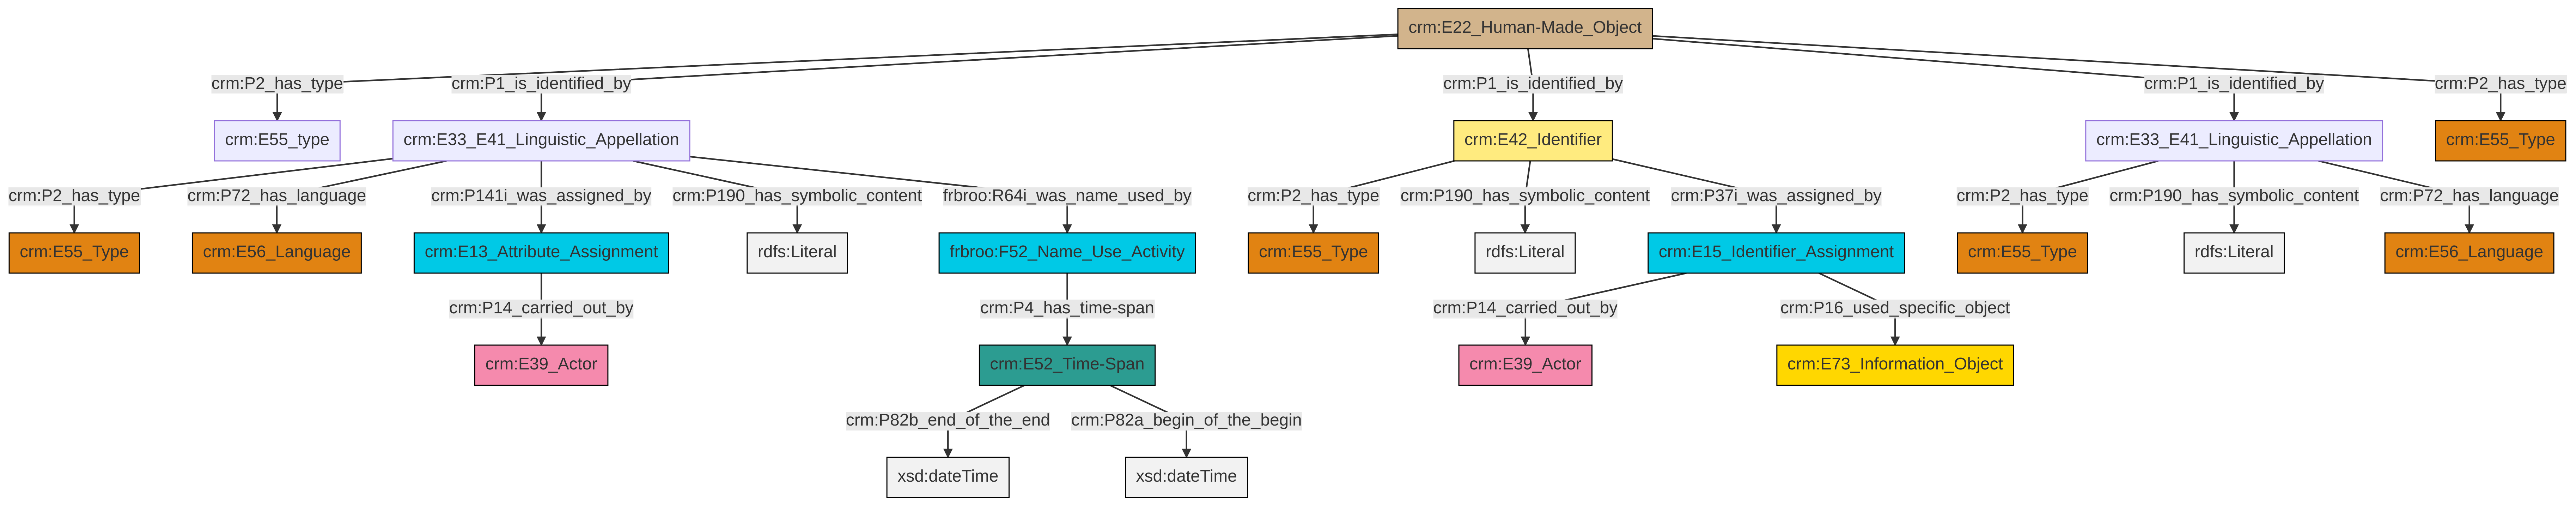 crm:E22_Human-Made_Object
crm:P2_has_type
crm:P1_is_identified_by
crm:P1_is_identified_by
crm:P1_is_identified_by
crm:P2_has_type
crm:E55_type
crm:E33_E41_Linguistic_Appellation
crm:E42_Identifier
crm:E33_E41_Linguistic_Appellation
crm:E55_Type
crm:P2_has_type
crm:P72_has_language
crm:P141i_was_assigned_by
crm:P190_has_symbolic_content
frbroo:R64i_was_name_used_by
crm:P2_has_type
crm:P190_has_symbolic_content
crm:P37i_was_assigned_by
crm:P2_has_type
crm:P190_has_symbolic_content
crm:P72_has_language
crm:E55_Type
crm:E56_Language
crm:E13_Attribute_Assignment
rdfs:Literal
frbroo:F52_Name_Use_Activity
crm:E55_Type
rdfs:Literal
crm:E15_Identifier_Assignment
crm:E55_Type
rdfs:Literal
crm:E56_Language
crm:P14_carried_out_by
crm:P4_has_time-span
crm:P14_carried_out_by
crm:P16_used_specific_object
crm:E39_Actor
crm:E52_Time-Span
crm:E39_Actor
crm:E73_Information_Object
crm:P82b_end_of_the_end
crm:P82a_begin_of_the_begin
xsd:dateTime
xsd:dateTime